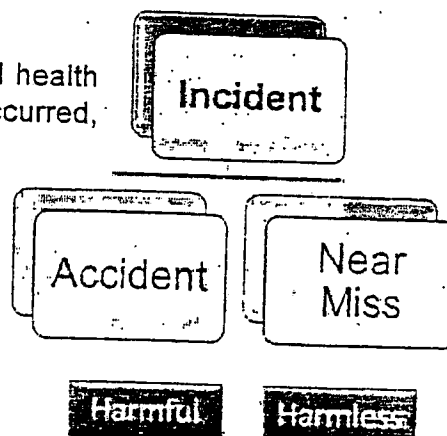 l health
ccurred,
Incident
Accident
Near
Miss
Harmful
Harmless